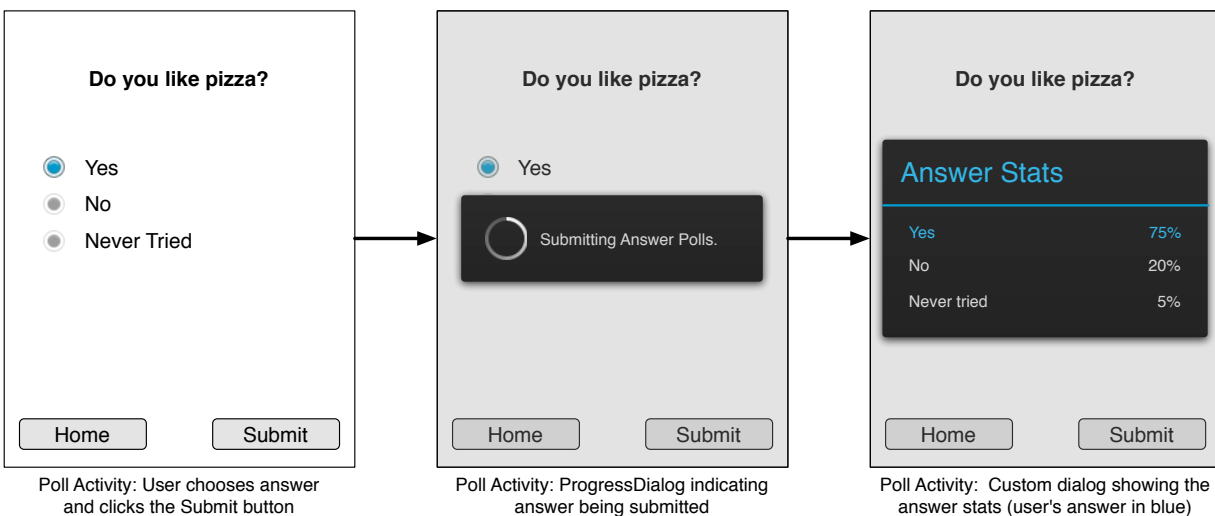 Do you like pizza?
Yes
No
Never Tried
Home Submit
Poll Activity: User chooses answer
and clicks the Submit button
Do you like pizza?
Yes
Submitting Answer Polls.
Home Submit
Poll Activity: ProgressDialog indicating
answer being submitted
Do you like pizza?
Answer Stats
Yes 75%
No 20%
Never tried 5%
Home Submit
Poll Activity: Custom dialog showing the
answer stats (user's answer in blue)